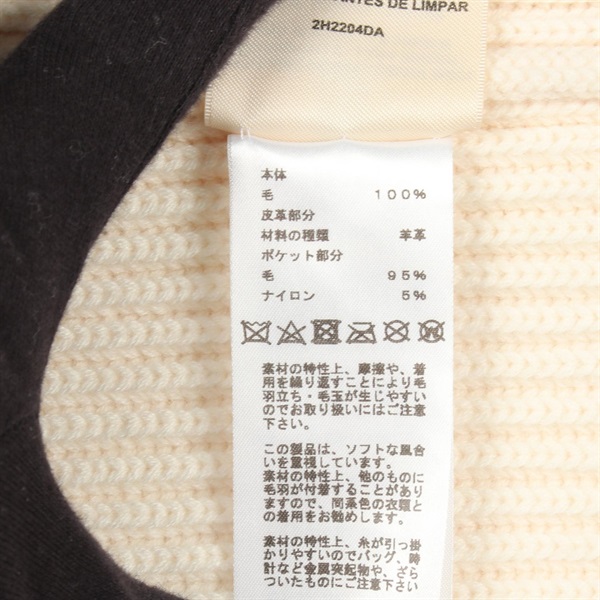 ANTES DE LIMPAR
2H2204DA
本体
毛 100%
皮革部分
材料の種類 羊革
ポケット部分
毛 95%
ナイロン 5%
素材の特性上、摩擦や、着
用を繰り返すことにより毛
羽立ち・毛玉が生じやすい
のでお取り扱いにはご注意
下さい。
この製品は、ソフトな風合
いを重視しています。
素材の特性上、他のものに
毛羽が付着することがあり
ますので、同系色の衣類と
の着用をお勧めします。
素材の特性上、糸が引っ掛
かりやすいのでバッグ、時
計など金属突起物や、ざら
ついたものにご注意下さい